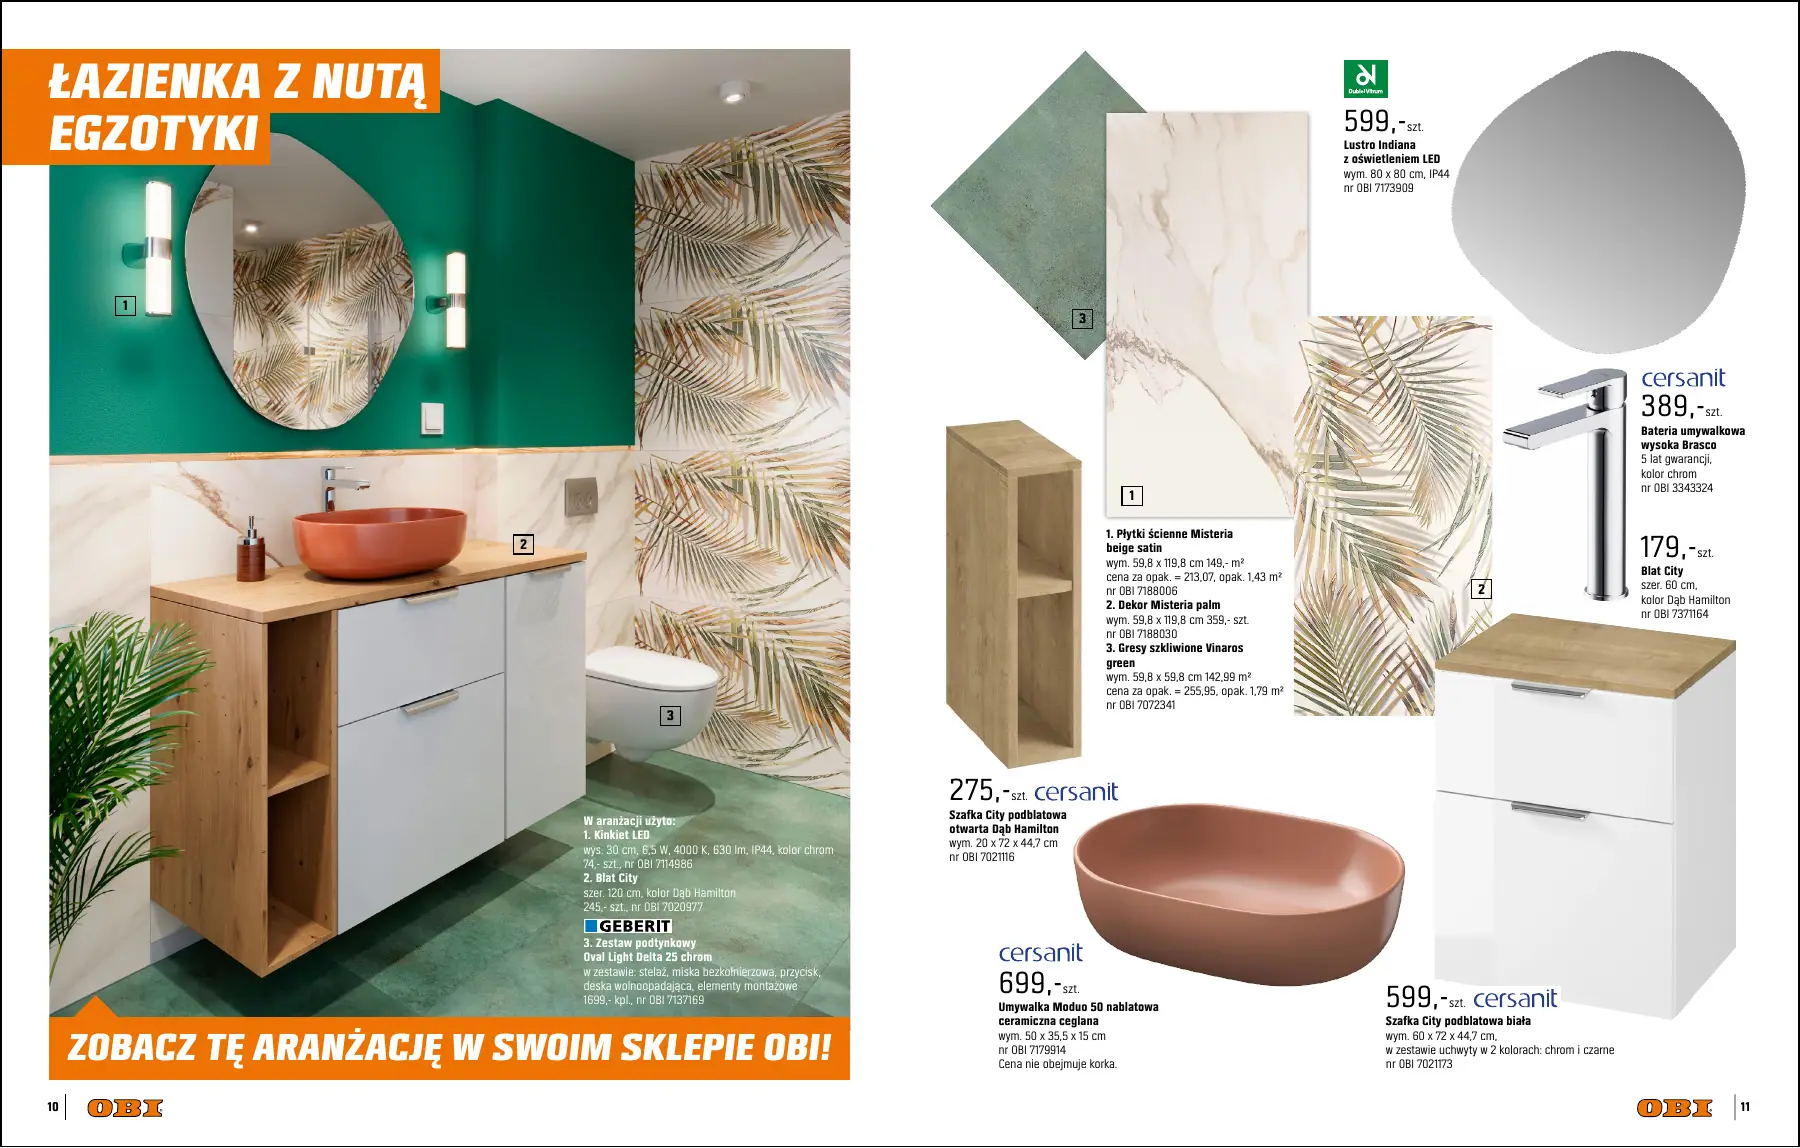 ŁAZIENKA Z NUTĄ
EGZOTYKI
1
2
3
W aranżacji użyto:
1. Kinkiet LED
wys. 30 cm, 6,5 W, 4000 K, 630 lm, IP44, kolor chrom
74,- szt., nr OBI 7114986
2. Blat City
szer. 120 cm, kolor Dąb Hamilton
245,- szt., nr OBI 7020977
GEBERIT
3. Zestaw podtynkowy
Oval Light Delta 25 chrom
w zestawie: stelaż, miska bezkołnierzowa, przycisk,
deska wolnoopadająca, elementy montażowe
1699,- kpl., nr OBI 7137169
ZOBACZ TĘ ARANŻACJĘ W SWOIM SKLEPIE OBI!
10
OBI
Dubiel Vitrum
599,-szt.
Lustro Indiana
z oświetleniem LED
wym. 80 x 80 cm, IP44
nr OBI 7173909
3
1
2
cersanit
389,-szt.
Bateria umywalkowa
wysoka Brasco
5 lat gwarancji,
kolor chrom
nr OBI 3343324
179,-szt.
Blat City
szer. 60 cm,
kolor Dąb Hamilton
nr OBI 7371164
1. Płytki ścienne Misteria
beige satin
wym. 59,8 x 119,8 cm 149,- m²
cena za opak. = 213,07, opak. 1,43 m²
nr OBI 7188006
2. Dekor Misteria palm
wym. 59,8 x 119,8 cm 359,- szt.
nr OBI 7188030
3. Gresy szkliwione Vinaros
green
wym. 59,8 x 59,8 cm 142,99 m²
cena za opak. = 255,95, opak. 1,79 m²
nr OBI 7072341
275,-szt. cersanit
Szafka City podblatowa
otwarta Dąb Hamilton
wym. 20 x 72 x 44,7 cm
nr OBI 7021116
cersanit
699,-szt.
Umywalka Moduo 50 nablatowa
ceramiczna ceglana
wym. 50 x 35,5 x 15 cm
nr OBI 7179914
Cena nie obejmuje korka.
599,-szt. cersanit
Szafka City podblatowa biała
wym. 60 x 72 x 44,7 cm,
w zestawie uchwyty w 2 kolorach: chrom i czarne
nr OBI 7021173
OBI
11